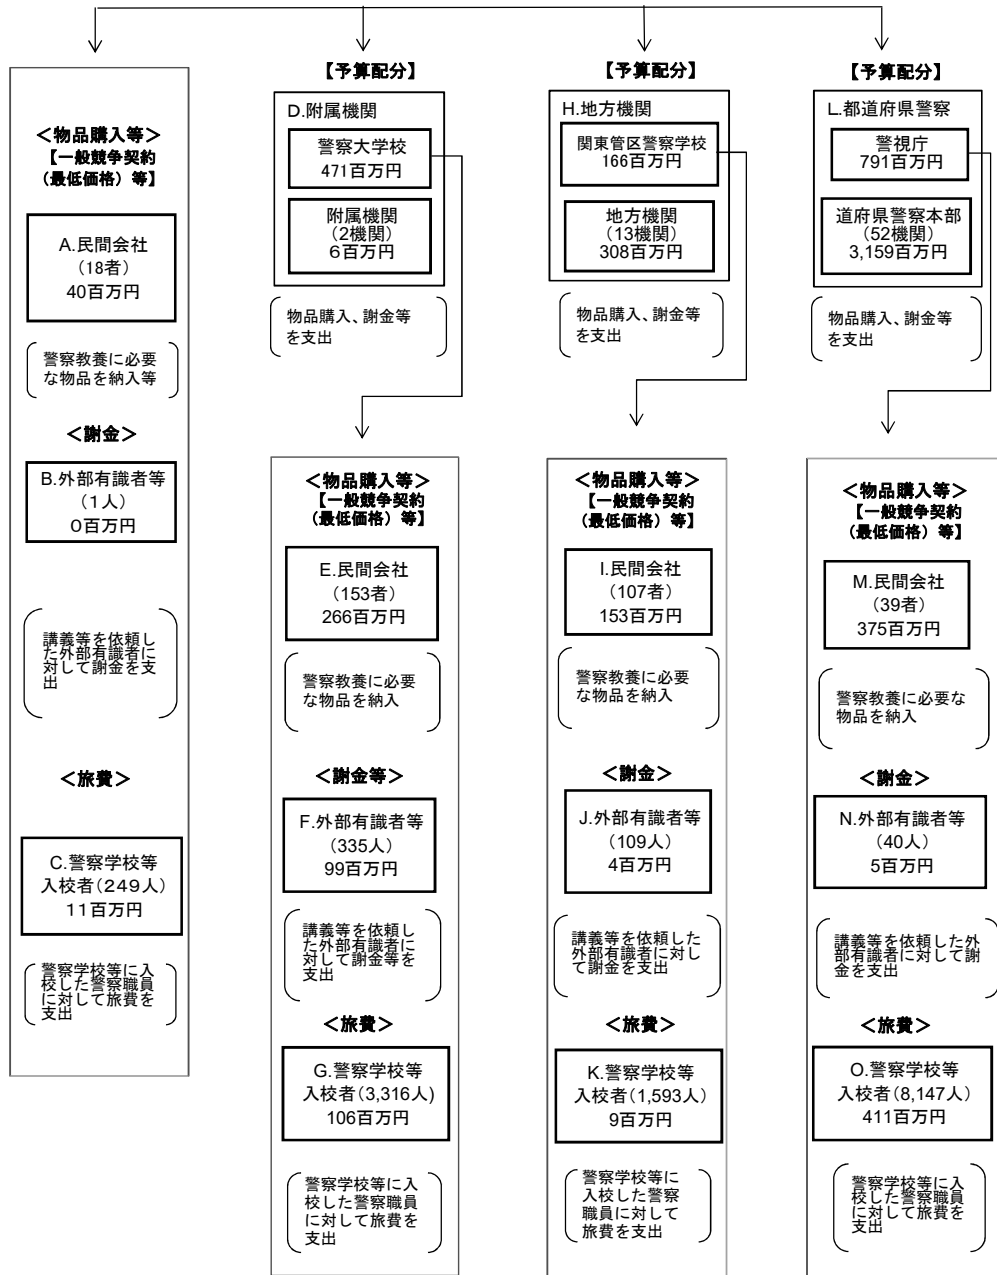 ＜物品購入等＞
【一般競争契約
（最低価格）等】
A.民間会社
（18者）
40百万円
警察教養に必要
な物品を納入等
＜謝金＞
B.外部有識者等
（1人）
0百万円
講義等を依頼し
た外部有識者に
対して謝金を支
出
＜旅費＞
C.警察学校等
入校者（249人）
11百万円
警察学校等に入
校した警察職員
に対して旅費を
支出
【予算配分】
D.附属機関
警察大学校
471百万円
附属機関
（2機関）
6百万円
物品購入、謝金等
を支出
＜物品購入等＞
【一般競争契約
（最低価格）等】
E.民間会社
（153者）
266百万円
警察教養に必要
な物品を納入
＜謝金等＞
F.外部有識者等
（335人）
99百万円
講義等を依頼し
た外部有識者に
対して謝金等を
支出
＜旅費＞
G.警察学校等
入校者（3,316人）
106百万円
警察学校等に入
校した警察職員
に対して旅費を
支出
【予算配分】
H.地方機関
関東管区警察学校
166百万円
地方機関
（13機関）
308百万円
物品購入、謝金等
を支出
＜物品購入等＞
【一般競争契約
（最低価格）等】
I.民間会社
（107者）
153百万円
警察教養に必要
な物品を納入
＜謝金＞
J.外部有識者等
（109人）
4百万円
講義等を依頼した
外部有識者に対し
て謝金を支出
＜旅費＞
K.警察学校等
入校者（1,593人）
9百万円
警察学校等に
入校した警察
職員に対して
旅費を支出
【予算配分】
L.都道府県警察
警視庁
791百万円
道府県警察本部
（52機関）
3,159百万円
物品購入、謝金等
を支出
＜物品購入等＞
【一般競争契約
（最低価格）等】
M.民間会社
（39者）
375百万円
警察教養に必要な
物品を納入
＜謝金＞
N.外部有識者等
（40人）
5百万円
講義等を依頼した外
部有識者に対して謝
金を支出
＜旅費＞
O.警察学校等
入校者（8,147人）
411百万円
警察学校等に入
校した警察職員
に対して旅費を
支出